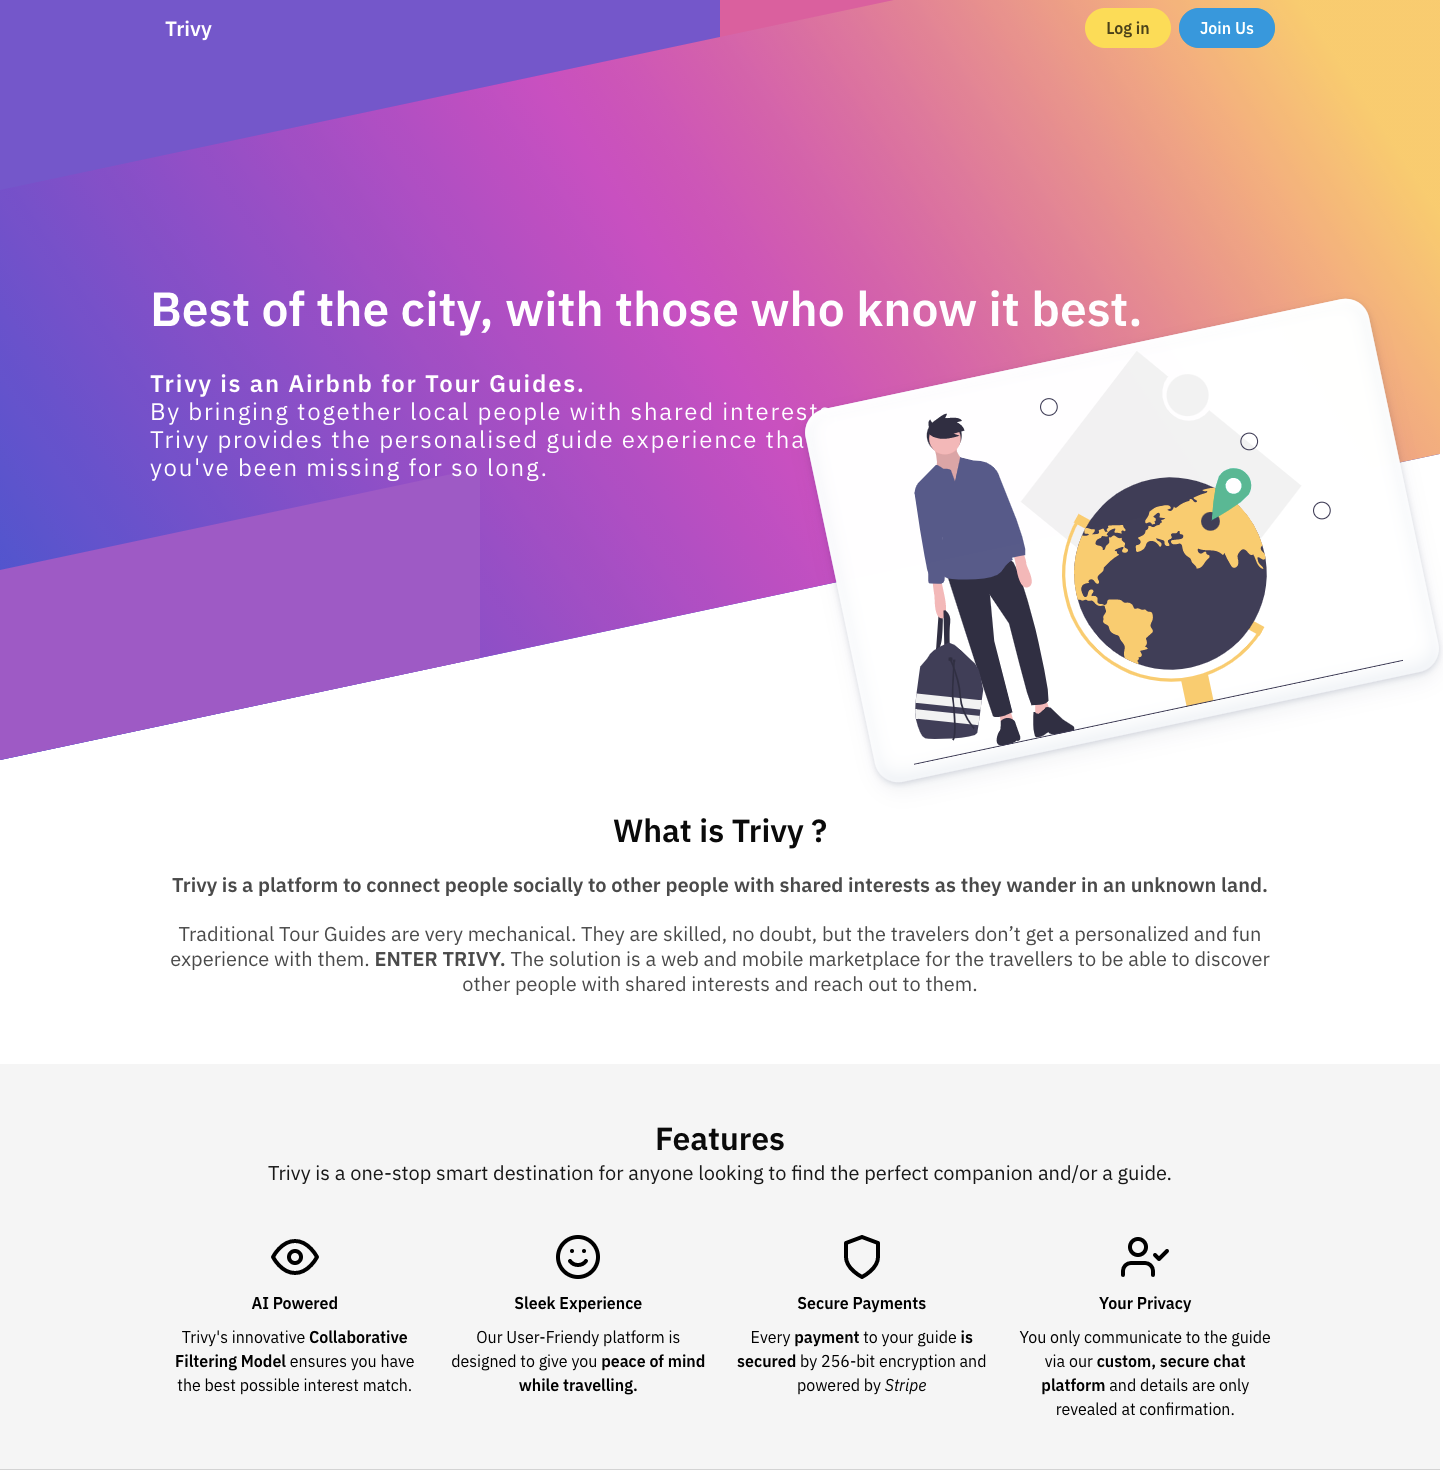 Trivy
Log in
Join Us
Best of the city, with those who know it best.
Trivy is an Airbnb for Tour Guides.
By bringing together local people with shared interests
Trivy provides the personalised guide experience tha
you've been missing for so long.
What is Trivy ?
Trivy is a platform to connect people socially to other people with shared interests as they wander in an unknown land.
Traditional Tour Guides are very mechanical. They are skilled, no doubt, but the travelers don’t get a personalized and fun
experience with them. ENTER TRIVY. The solution is a web and mobile marketplace for the travellers to be able to discover
other people with shared interests and reach out to them.
Features
Trivy is a one-stop smart destination for anyone looking to find the perfect companion and/or a guide.
AI Powered
Trivy's innovative Collaborative
Filtering Model ensures you have
the best possible interest match.
Sleek Experience
Our User-Friendy platform is
designed to give you peace of mind
while travelling.
Secure Payments
Every payment to your guide is
secured by 256-bit encryption and
powered by Stripe
Your Privacy
You only communicate to the guide
via our custom, secure chat
platform and details are only
revealed at confirmation.